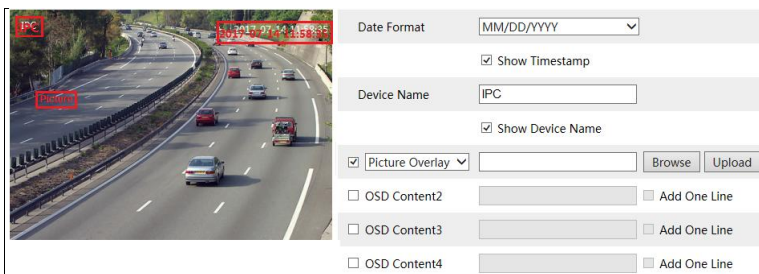 IPC
2017-07-14 11:58:35
Picture1
Date Format MM/DD/YYYY
Show Timestamp
Device Name IPC
Show Device Name
Picture Overlay Browse Upload
OSD Content2 Add One Line
OSD Content3 Add One Line
OSD Content4 Add One Line